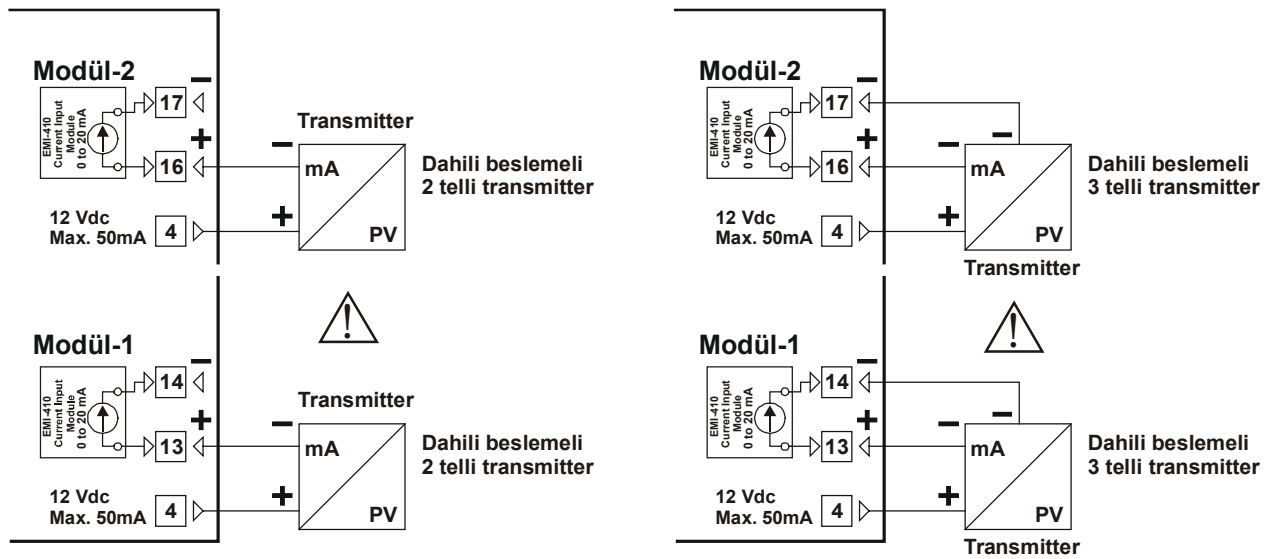 Modül-2
EMI-410
Current Input
Module
0 to 20 mA
17
−
+
16
12 Vdc
Max. 50mA
4
Transmitter
−
mA
+
PV
Dahili beslemeli
2 telli transmitter
Modül-1
EMI-410
Current Input
Module
0 to 20 mA
14
−
+
13
12 Vdc
Max. 50mA
4
Transmitter
−
mA
+
PV
Dahili beslemeli
2 telli transmitter
!
Modül-2
EMI-410
Current Input
Module
0 to 20 mA
17
−
+
16
12 Vdc
Max. 50mA
4
−
−
mA
+
PV
Transmitter
Dahili beslemeli
3 telli transmitter
!
Modül-1
EMI-410
Current Input
Module
0 to 20 mA
14
−
+
13
12 Vdc
Max. 50mA
4
−
−
mA
+
PV
Transmitter
Dahili beslemeli
3 telli transmitter